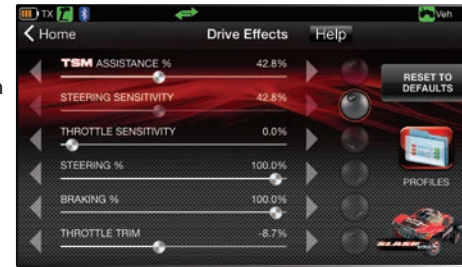 TX
Veh
Home
Drive Effects
Help
TSM ASSISTANCE % 42.8%
STEERING SENSITIVITY 42.8%
THROTTLE SENSITIVITY 0.0%
STEERING % 100.0%
BRAKING % 100.0%
THROTTLE TRIM -8.7%
RESET TO
DEFAULTS
PROFILES
SLASH